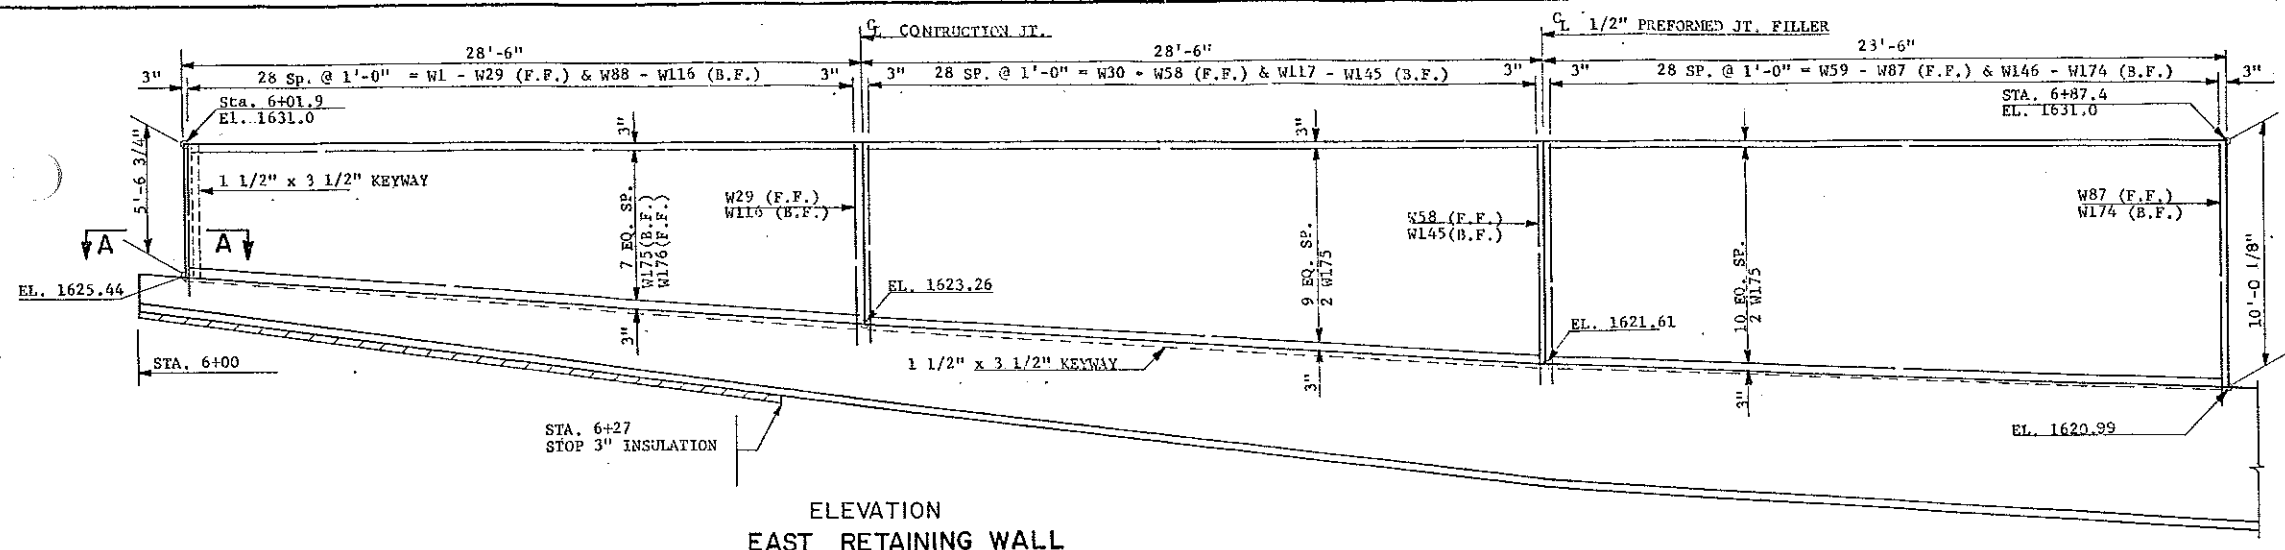 ℄ CONTRUCTION JT.
℄ 1/2" PREFORMED JT. FILLER
28'-6"
28'-6"
23'-6"
3"
28 Sp. @ 1'-0" = W1 - W29 (F.F.) & W88 - W116 (B.F.)
3"
3"
28 SP. @ 1'-0" = W30 - W58 (F.F.) & W117 - W145 (B.F.)
3"
3"
28 SP. @ 1'-0" = W59 - W87 (F.F.) & W146 - W174 (B.F.)
3"
Sta. 6+01.9
El. 1631.0
STA. 6+87.4
EL. 1631.0
5'-6 3/4"
3"
3"
1 1/2" x 3 1/2" KEYWAY
7 EQ. SP.
W175(B.F.)
W176(F.F.)
W29 (F.F.)
W116 (B.F.)
9 EQ. SP.
2 W175
W58 (F.F.)
W145(B.F.)
10 EQ. SP.
2 W175
W87 (F.F.)
W174 (B.F.)
10'-0 1/8"
A
A
EL. 1625.44
EL. 1623.26
EL. 1621.61
3"
3"
3"
1 1/2" x 3 1/2" KEYWAY
STA. 6+00
STA. 6+27
STOP 3" INSULATION
EL. 1620.99
ELEVATION
EAST RETAINING WALL